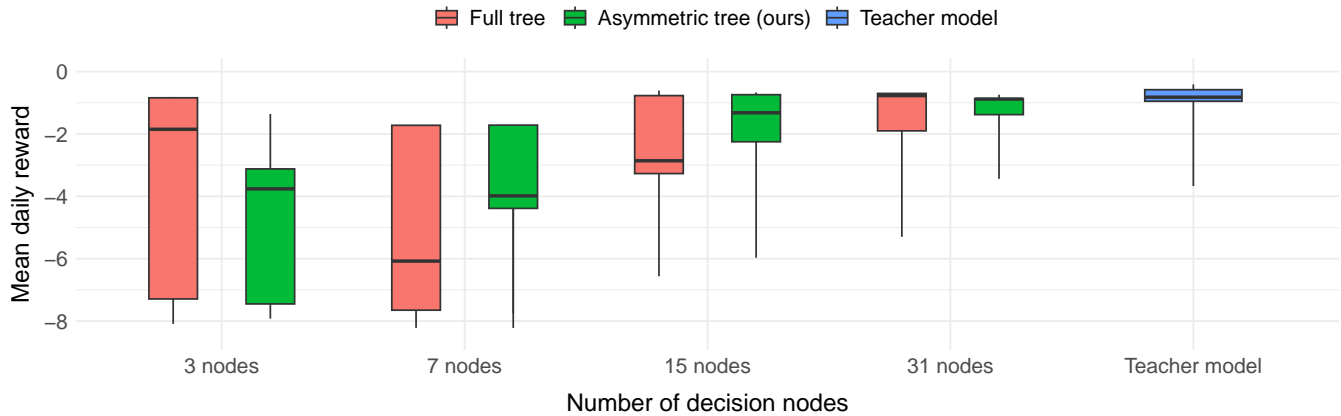 Full tree Asymmetric tree (ours) Teacher model
Mean daily reward
0
−2
−4
−6
−8
3 nodes 7 nodes 15 nodes 31 nodes Teacher model
Number of decision nodes